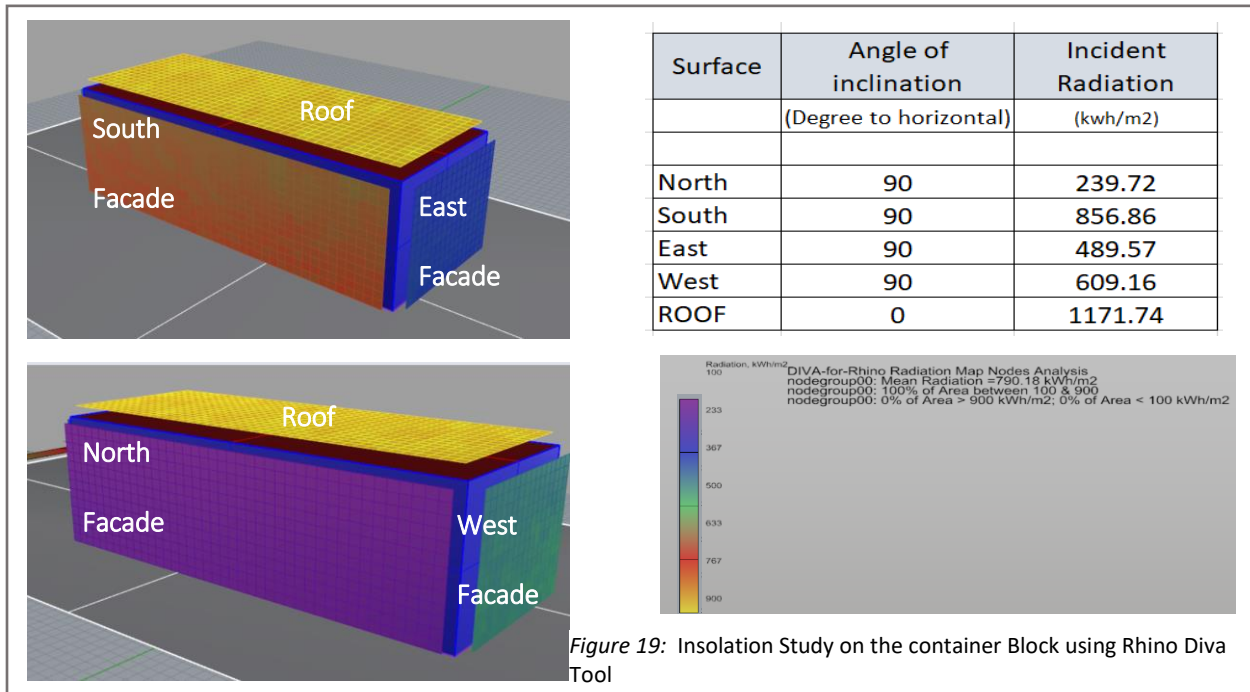 Roof
South
Facade
East
Facade
Surface Angle of inclination Incident Radiation
(Degree to horizontal) (kwh/m2)
North 90 239.72
South 90 856.86
East 90 489.57
West 90 609.16
ROOF 0 1171.74
Roof
North
Facade
West
Facade
Radiation, kWh/m2
100
233
367
500
633
767
900
DIVA-for-Rhino Radiation Map Nodes Analysis
nodegroup00: Mean Radiation =790.18 kWh/m2
nodegroup00: 100% of Area between 100 & 900
nodegroup00: 0% of Area > 900 kWh/m2; 0% of Area < 100 kWh/m2
Figure 19: Insolation Study on the container Block using Rhino Diva
Tool